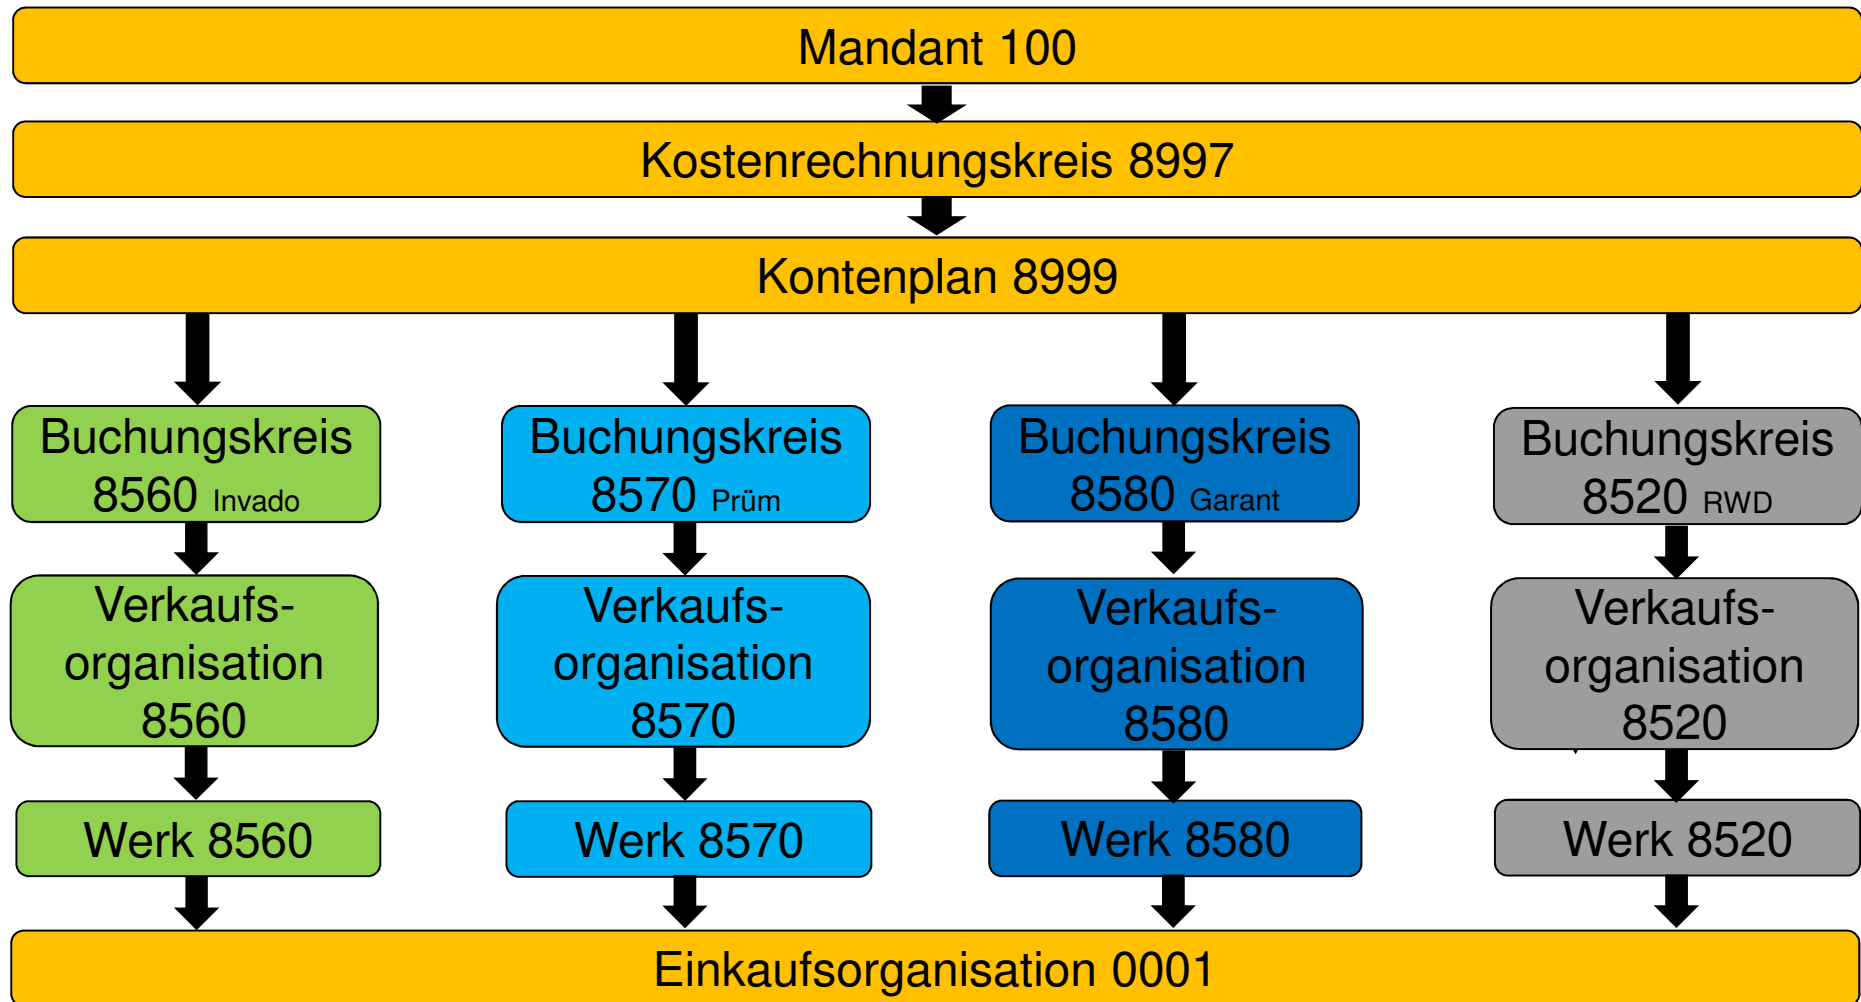 Mandant 100
Kostenrechnungskreis 8997
Kontenplan 8999
Buchungskreis
8560 Invado
Buchungskreis
8570 Prüm
Buchungskreis
8580 Garant
Buchungskreis
8520 RWD
Verkaufs-
organisation
8560
Verkaufs-
organisation
8570
Verkaufs-
organisation
8580
Verkaufs-
organisation
8520
Werk 8560
Werk 8570
Werk 8580
Werk 8520
Einkaufsorganisation 0001